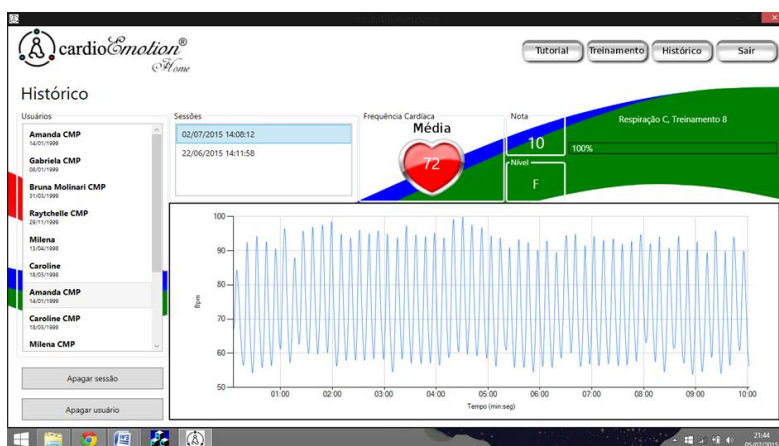 cardioEmotion®
Home
Tutorial
Treinamento
Histórico
Sair
Histórico
Usuários
Amanda CMP
14/01/1999
Gabriela CMP
08/01/1999
Bruna Molinari CMP
31/03/1999
Raytchelle CMP
29/11/1999
Milena
13/04/1998
Caroline
18/03/1998
Amanda CMP
14/01/1999
Caroline CMP
18/03/1998
Milena CMP
Apagar sessão
Apagar usuário
Sessões
02/07/2015 14:08:12
22/06/2015 14:11:58
Frequência Cardíaca
Média
72
Nota
10
Nível
F
Respiração C, Treinamento 8
100%
Bpm
100
90
80
70
60
50
01:00 02:00 03:00 04:00 05:00 06:00 07:00 08:00 09:00 10:00
Tempo (min:seg)
21:44
05/07/2015